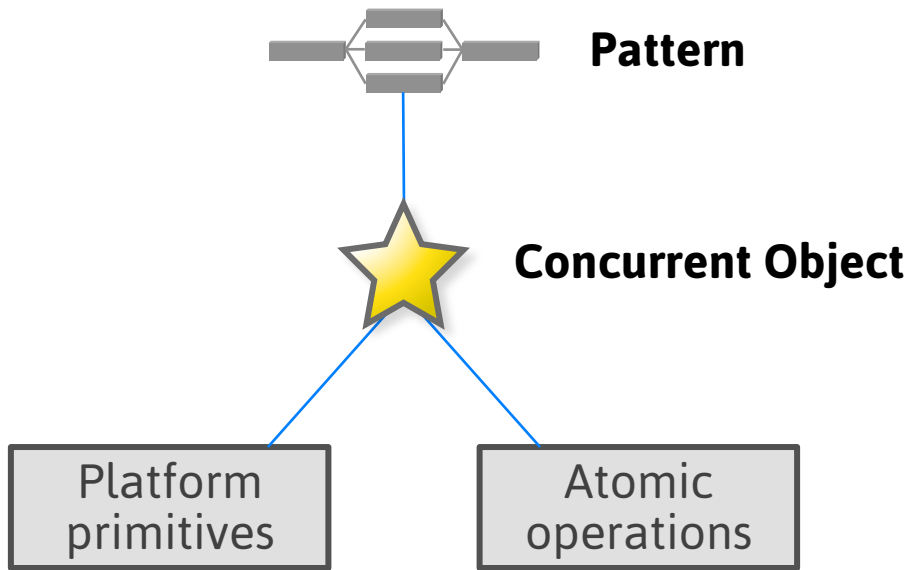 Pattern
Concurrent Object
Platform
primitives
Atomic
operations